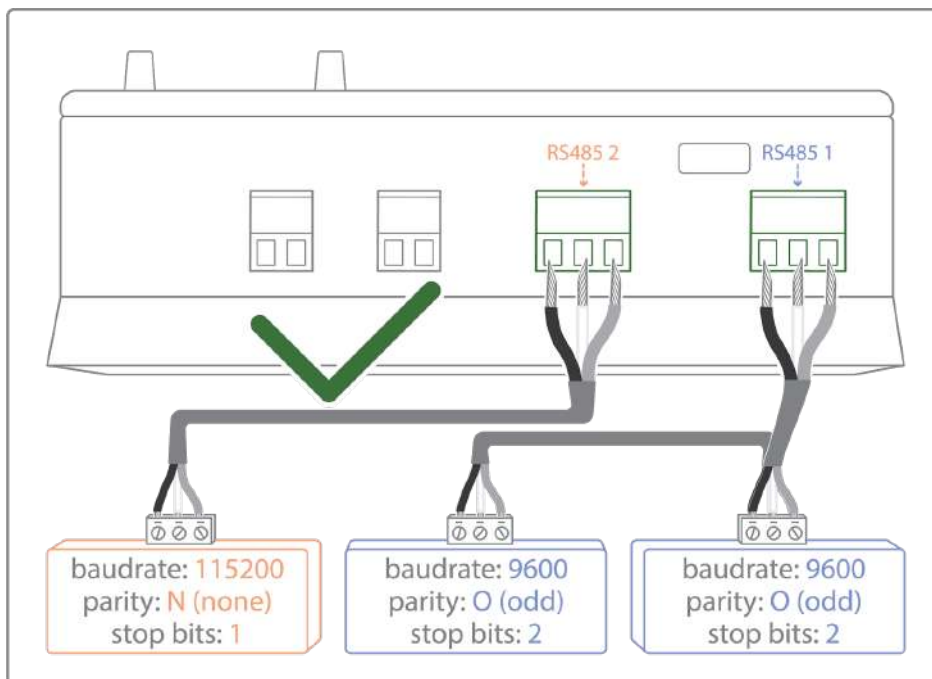 RS485 2
RS485 1
baudrate: 115200
parity: N (none)
stop bits: 1
baudrate: 9600
parity: O (odd)
stop bits: 2
baudrate: 9600
parity: O (odd)
stop bits: 2